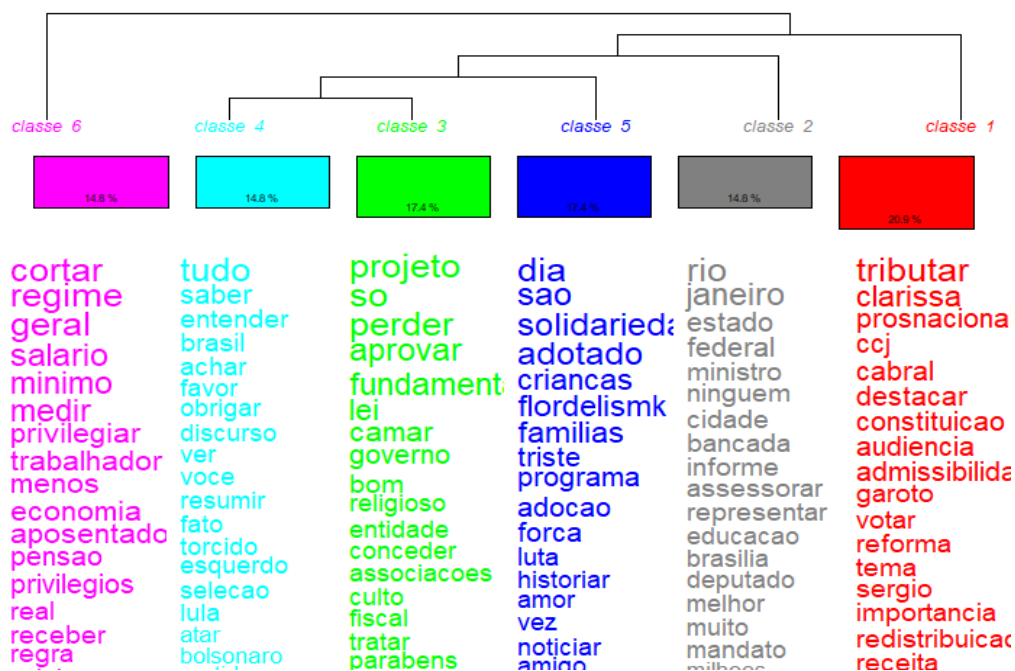 classe 6
classe 4
classe 3
classe 5
classe 2
classe 1
14.8 %
14.8 %
17.4 %
17.4 %
14.8 %
20.9 %
cortar
regime
geral
salario
minimo
medir
privilegiar
trabalhador
menos
economia
aposentado
pensao
privilegios
real
receber
regra
tudo
saber
entender
brasil
achar
favor
obrigar
discurso
ver
voce
resumir
fato
torcido
esquerdo
selecao
lula
atar
bolsonaro
projeto
so
perder
aprovar
fundament
lei
camar
governo
bom
religioso
entidade
conceder
associacoes
culto
fiscal
tratar
parabens
dia
sao
solidarieda
adotado
criancas
flordelismk
familias
triste
programa
adocao
forca
luta
historiar
amor
vez
noticiar
amigo
rio
janeiro
estado
federal
ministro
ninguem
cidade
bancada
informe
assessorar
representar
educacao
brasilia
deputado
melhor
muito
mandato
milhoes
tributar
clarissa
prosnaciona
ccj
cabral
destacar
constituicao
audiencia
admissibilida
garoto
votar
reforma
tema
sergio
importancia
redistribuicao
receita